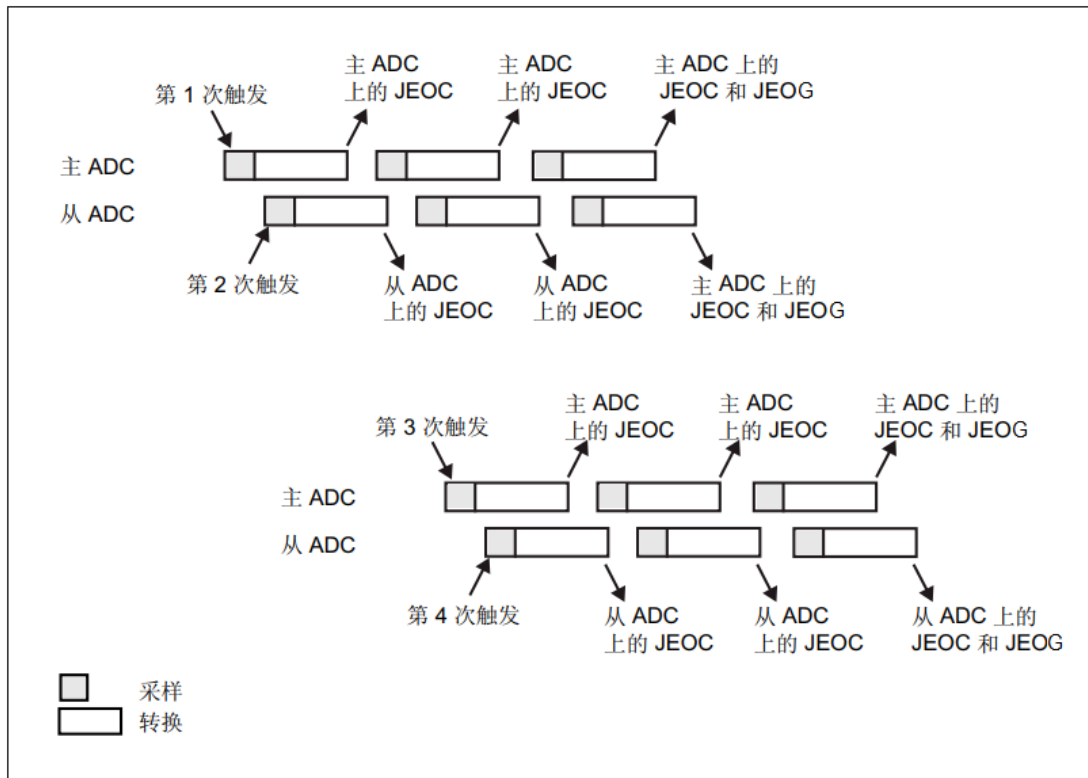 主 ADC
上的 JEOC
主 ADC
上的 JEOC
主 ADC 上的
JEOC 和 JEOG
第 1 次触发
主 ADC
从 ADC
第 2 次触发
从 ADC
上的 JEOC
从 ADC
上的 JEOC
主 ADC 上的
JEOC 和 JEOG
主 ADC
上的 JEOC
主 ADC
上的 JEOC
主 ADC 上的
JEOC 和 JEOG
第 3 次触发
主 ADC
从 ADC
第 4 次触发
从 ADC
上的 JEOC
从 ADC
上的 JEOC
从 ADC 上的
JEOC 和 JEOG
采样
转换